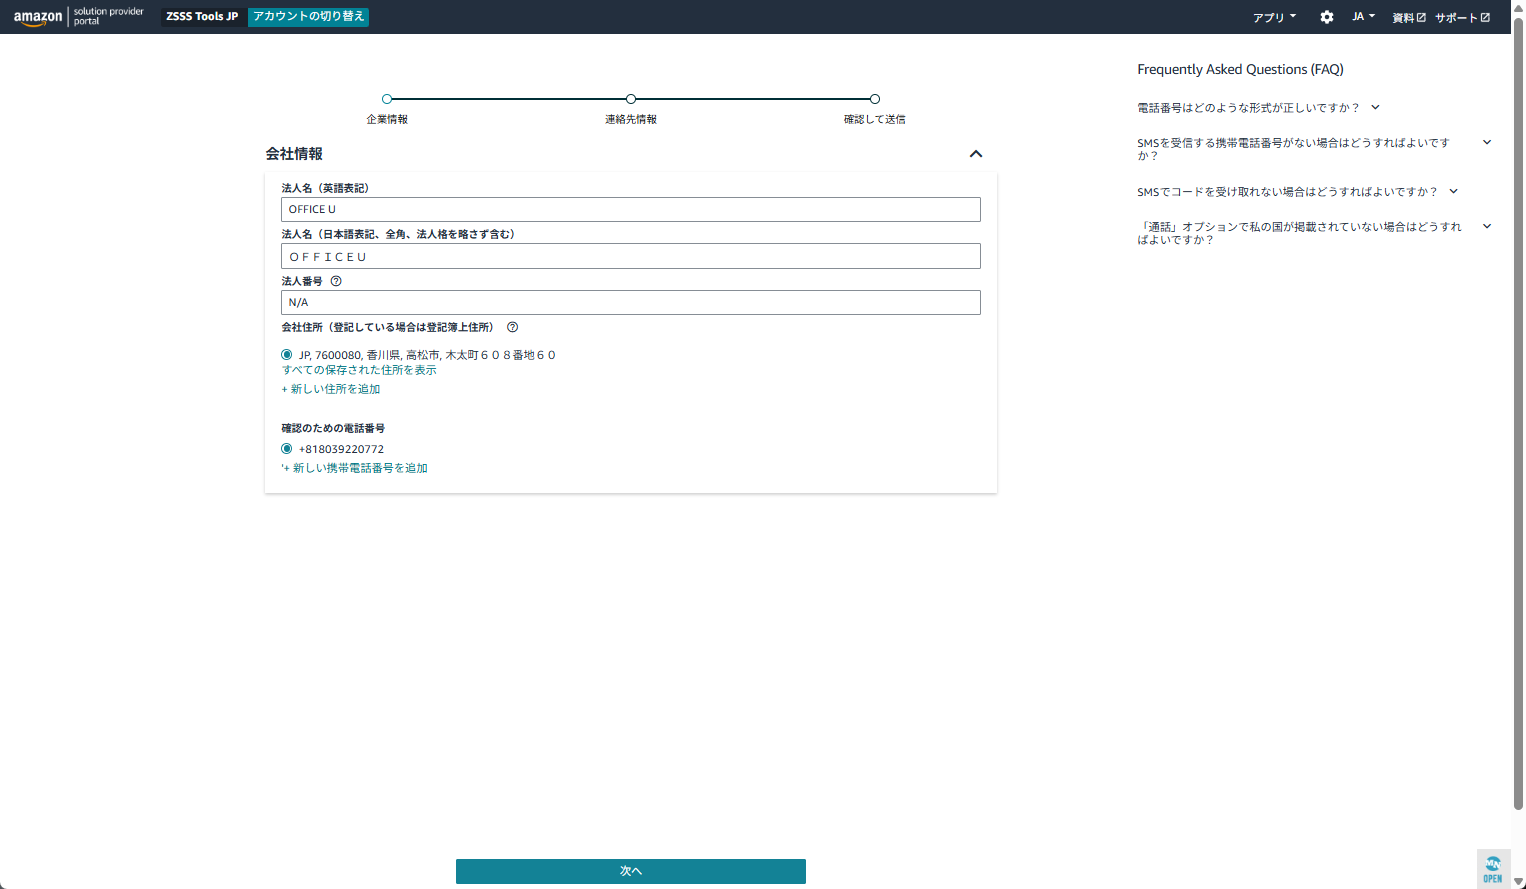 amazon
solution provider
portal
ZSSS Tools JP
アカウントの切り替え
アプリ
JA
資料
サポート
企業情報
連絡先情報
確認して送信
会社情報
法人名（英語表記）
OFFICE U
法人名（日本語表記、全角、法人格を略さず含む）
ＯＦＦＩＣＥＵ
法人番号
N/A
会社住所（登記している場合は登記簿上住所）
JP, 7600080, 香川県, 高松市, 木太町６０８番地６０
すべての保存された住所を表示
+ 新しい住所を追加
確認のための電話番号
+818039220772
'+ 新しい携帯電話番号を追加
次へ
Frequently Asked Questions (FAQ)
電話番号はどのような形式が正しいですか？
SMSを受信する携帯電話番号がない場合はどうすればよいです
か？
SMSでコードを受け取れない場合はどうすればよいですか？
「通話」オプションで私の国が掲載されていない場合はどうすれ
ばよいですか？
MN
OPEN